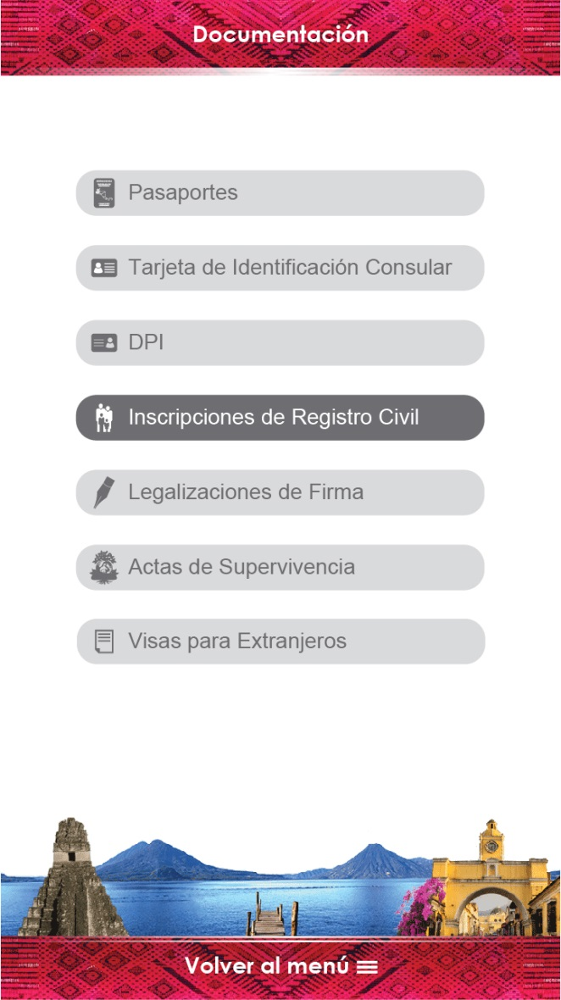 Documentación
Pasaportes
Tarjeta de Identificación Consular
DPI
Inscripciones de Registro Civil
Legalizaciones de Firma
Actas de Supervivencia
Visas para Extranjeros
Volver al menú